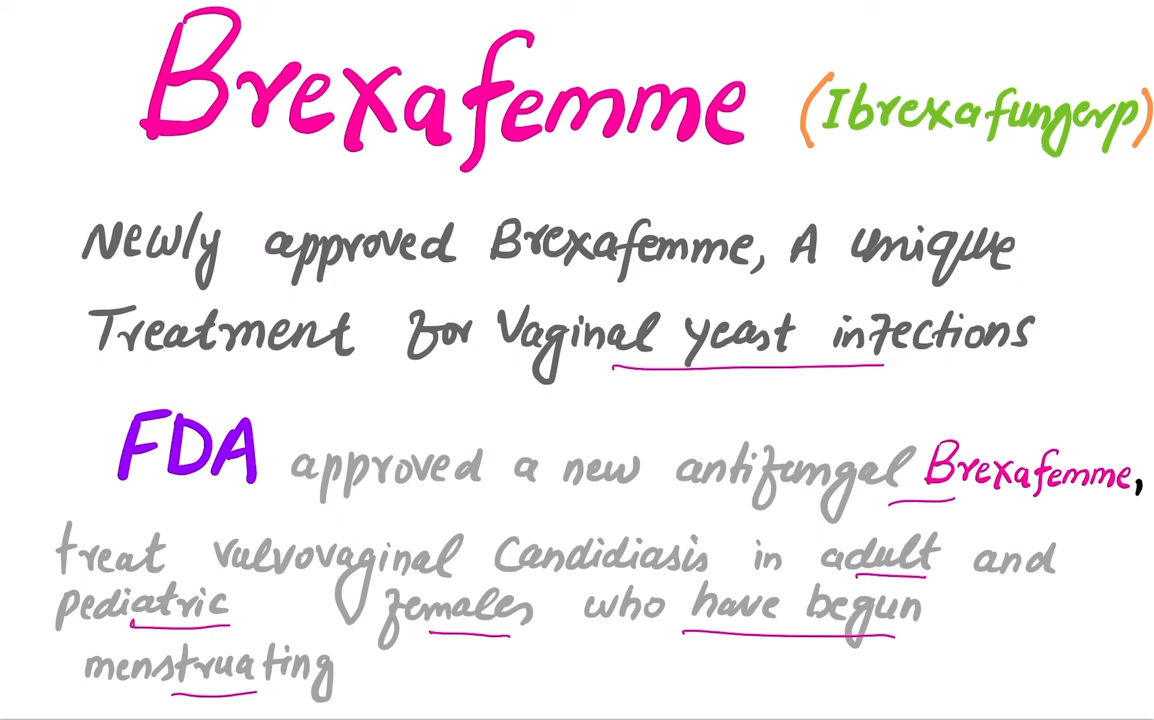 Brexafemme (Ibrexafungerp)
Newly approved Brexafemme, A unique
Treatment for Vaginal yeast infections
FDA approved a new antifungal Brexafemme,
treat vulvovaginal Candidiasis in adult and
pediatric females who have begun
menstruating